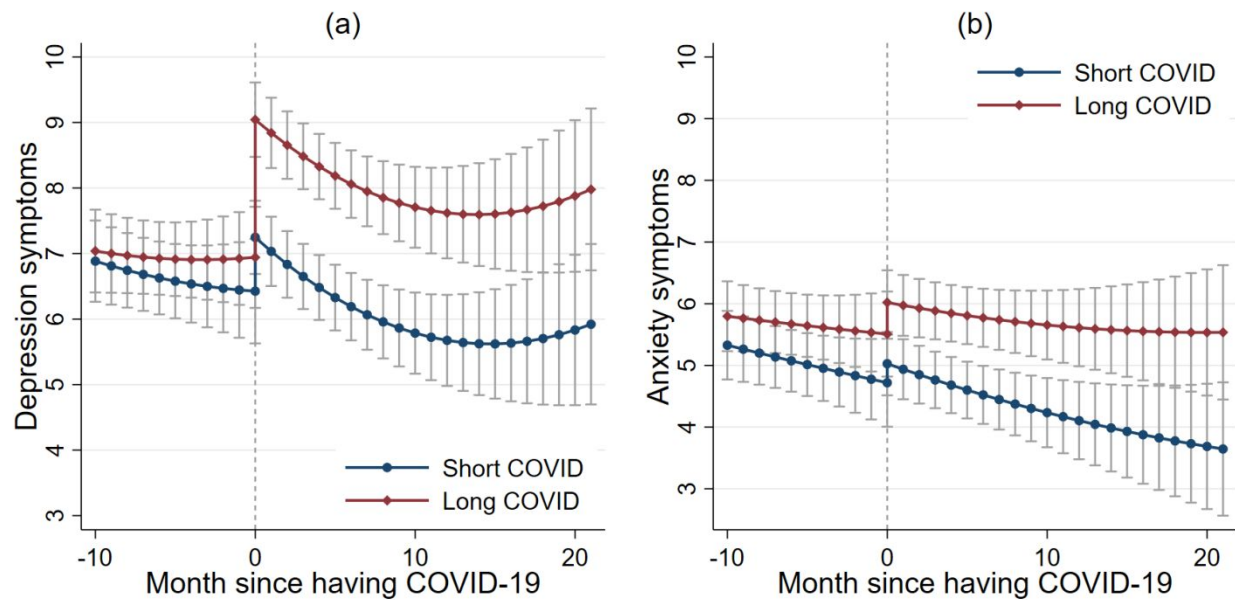 (a)
Depression symptoms
10
9
8
7
6
5
4
3
Short COVID
Long COVID
-10
0
10
20
Month since having COVID-19
(b)
Anxiety symptoms
10
9
8
7
6
5
4
3
Short COVID
Long COVID
-10
0
10
20
Month since having COVID-19